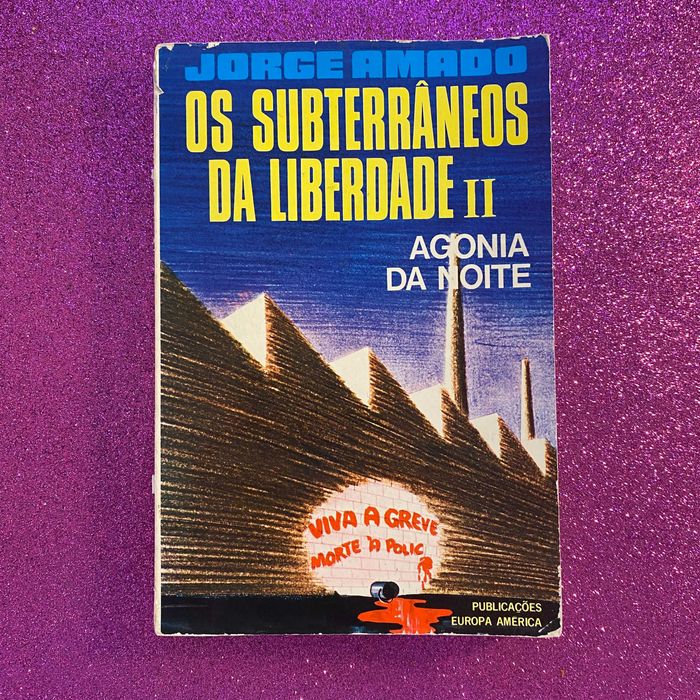 JORGE AMADO
OS SUBTERRÂNEOS
DA LIBERDADE II
AGONIA
DA NOITE
VIVA A GREVE
MORTE 'A POLIC
PUBLICAÇÕES
EUROPA AMÉRICA